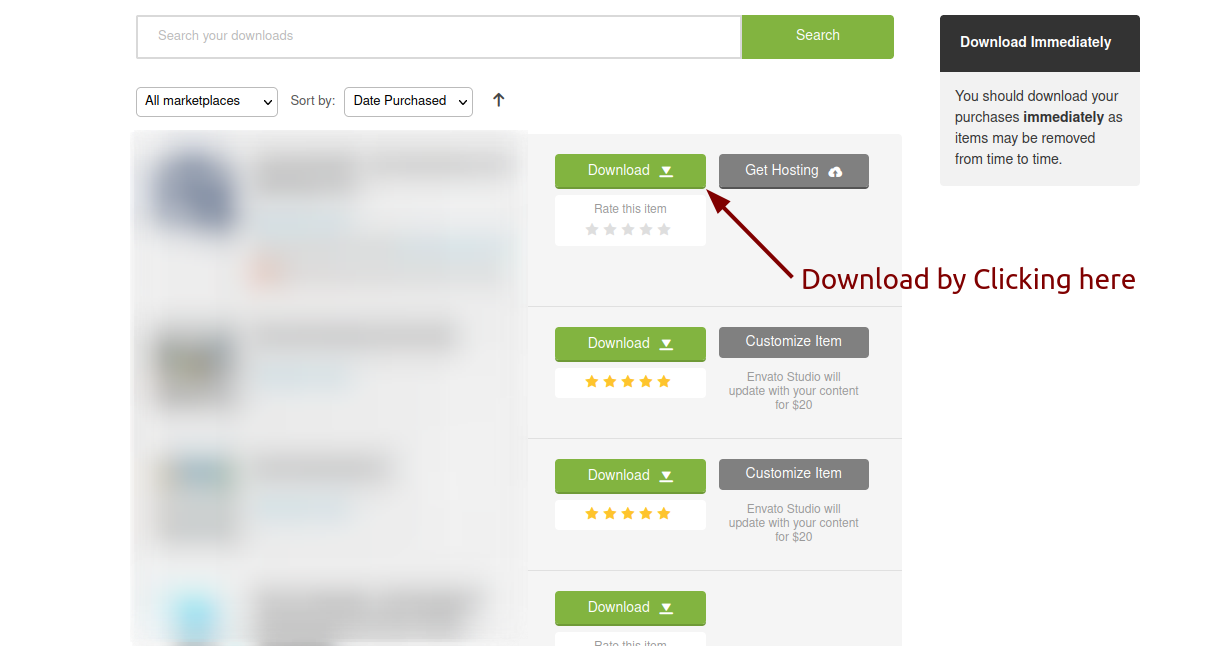 Search your downloads
Search
Download Immediately
You should download your
purchases immediately as
items may be removed
from time to time.
All marketplaces
Sort by:
Date Purchased
Download
Get Hosting
Rate this item
Download by Clicking here
Download
Customize Item
Envato Studio will
update with your content
for $20
Download
Customize Item
Envato Studio will
update with your content
for $20
Download
Rate this item